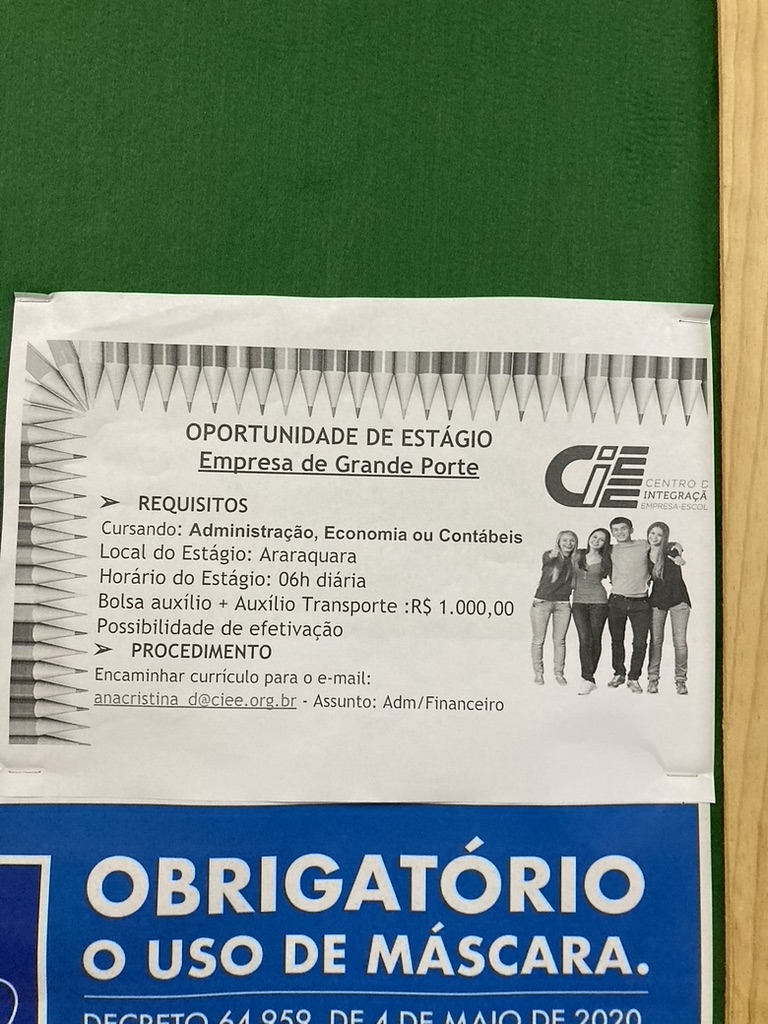 OPORTUNIDADE DE ESTÁGIO
Empresa de Grande Porte
CIEE
CENTRO D
INTEGRAÇÃ
EMPRESA-ESCOL
➤ REQUISITOS
Cursando: Administração, Economia ou Contábeis
Local do Estágio: Araraquara
Horário do Estágio: 06h diária
Bolsa auxílio + Auxílio Transporte :R$ 1.000,00
Possibilidade de efetivação
➤ PROCEDIMENTO
Encaminhar currículo para o e-mail:
anacristina_d@ciee.org.br - Assunto: Adm/Financeiro
OBRIGATÓRIO
O USO DE MÁSCARA.
DECRETO 64.959, DE 4 DE MAIO DE 2020